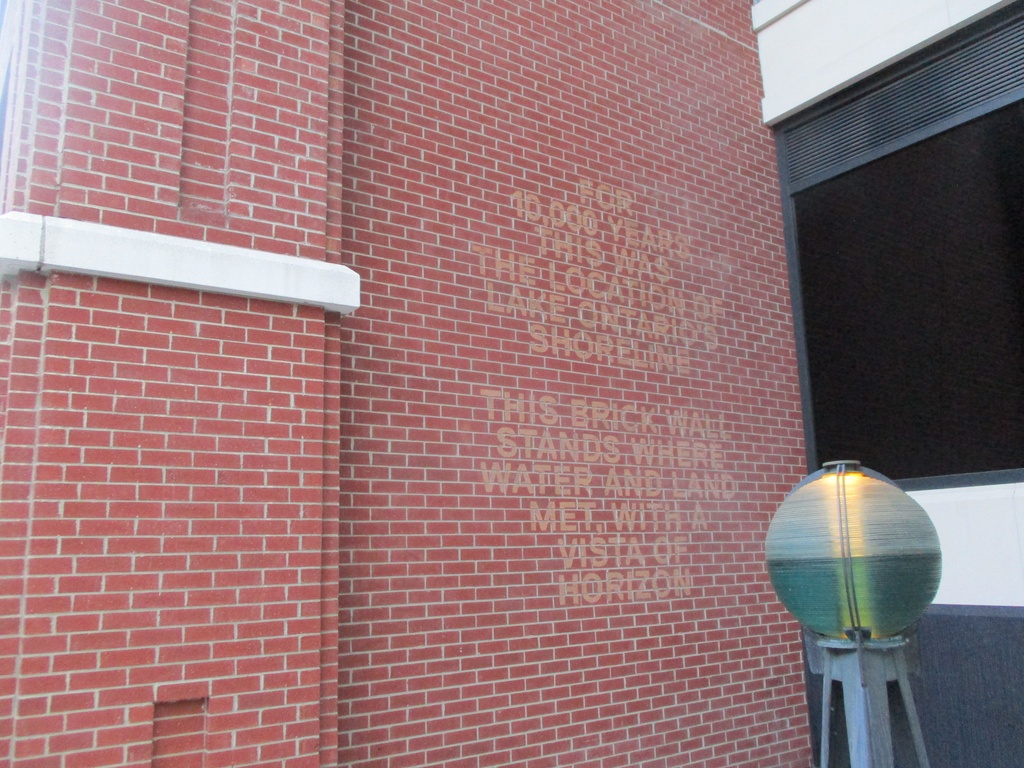 FOR
10,000 YEARS
THIS WAS
THE LOCATION OF
LAKE ONTARIO'S
SHORELINE
THIS BRICK WALL
STANDS WHERE
WATER AND LAND
MET, WITH A
VISTA OF
HORIZON